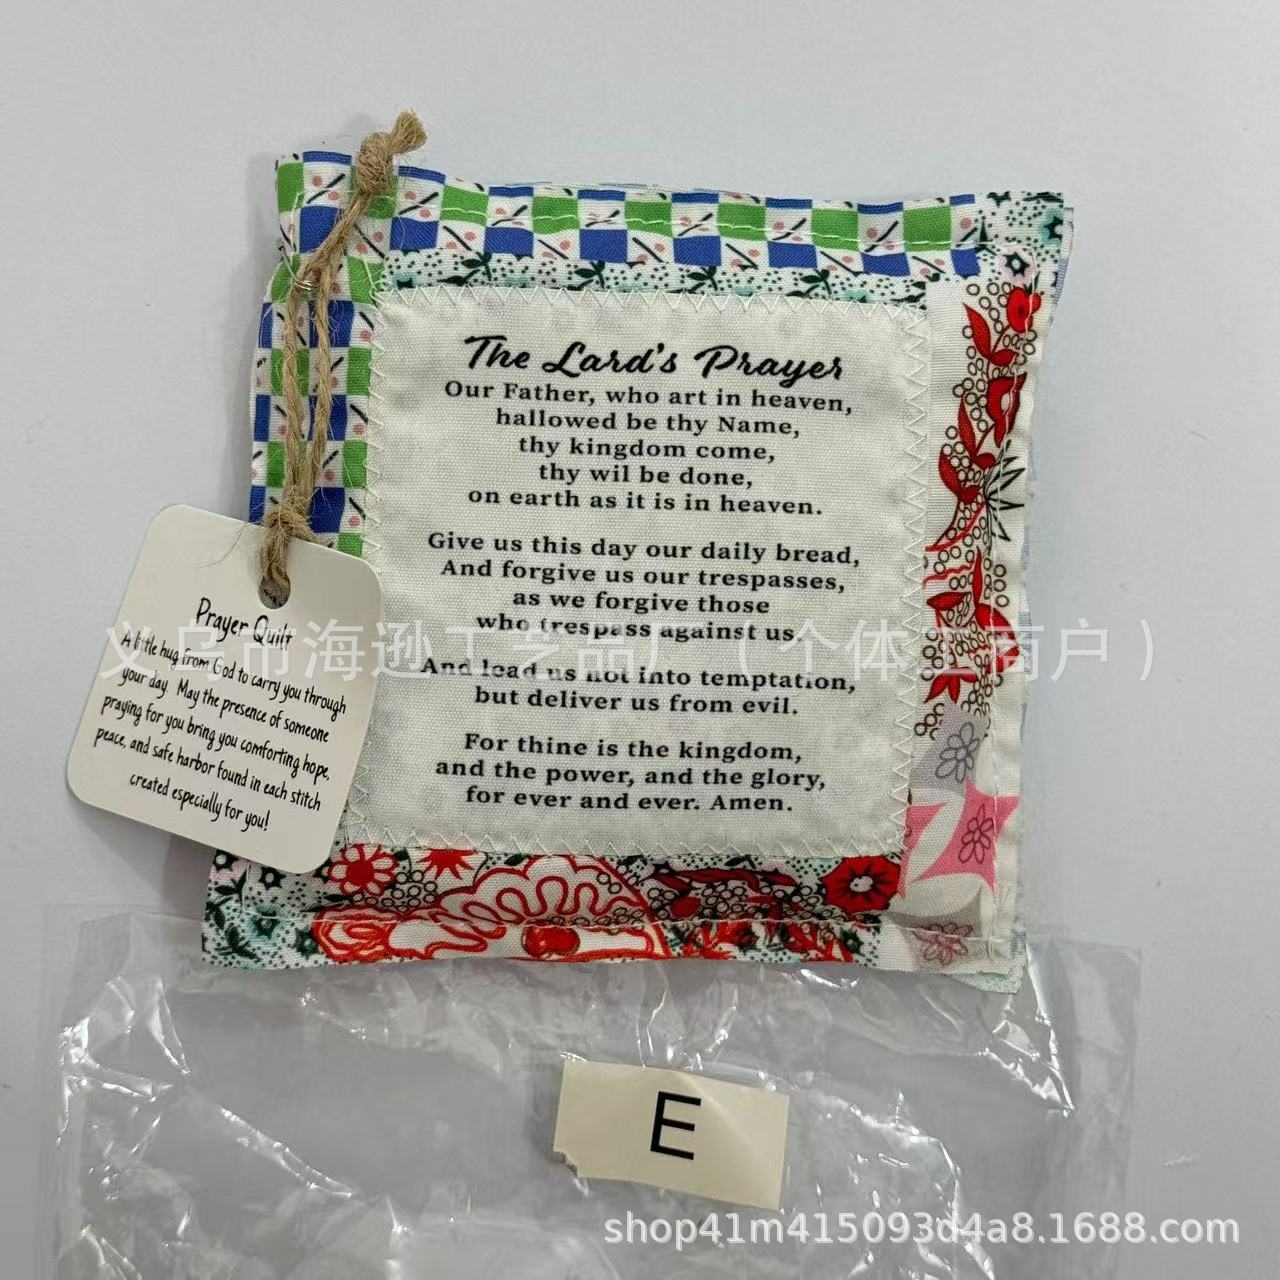 The Lord's Prayer
Our Father, who art in heaven,
hallowed be thy Name,
thy kingdom come,
thy wil be done,
on earth as it is in heaven.
Give us this day our daily bread,
And forgive us our trespasses,
as we forgive those
who trespass against us.
And lead us not into temptation,
but deliver us from evil.
For thine is the kingdom,
and the power, and the glory,
for ever and ever. Amen.
Prayer Quilt
A little hug from God to carry you through
your day. May the presence of someone
praying for you bring you comforting hope,
peace, and safe harbor found in each stitch
created especially for you!
义乌市海逊工艺品厂(个体工商户)
E
shop41m415093d4a8.1688.com